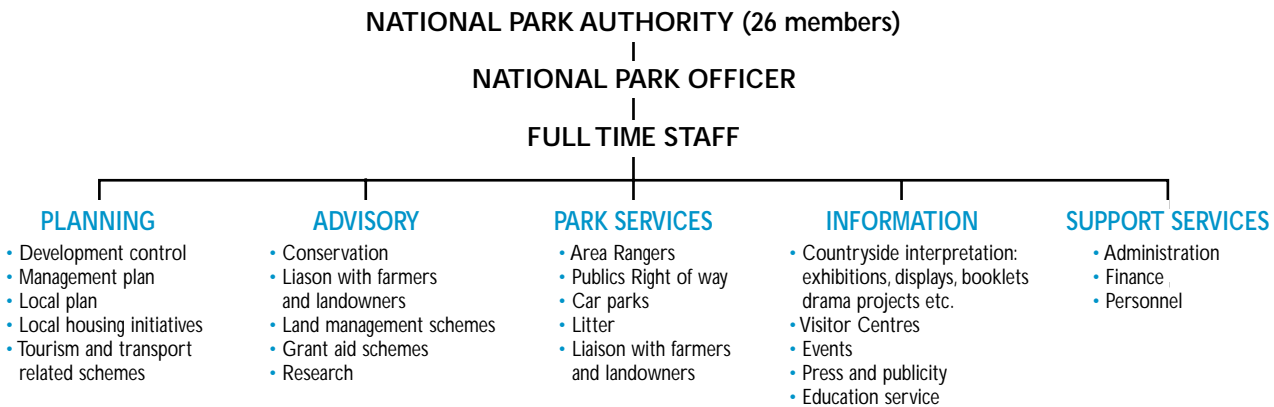 NATIONAL PARK AUTHORITY (26 members)
NATIONAL PARK OFFICER
FULL TIME STAFF
PLANNING
• Development control
• Management plan
• Local plan
• Local housing initiatives
• Tourism and transport
related schemes
ADVISORY
• Conservation
• Liason with farmers
and landowners
• Land management schemes
• Grant aid schemes
• Research
PARK SERVICES
• Area Rangers
• Publics Right of way
• Car parks
• Litter
• Liaison with farmers
and landowners
INFORMATION
• Countryside interpretation:
exhibitions, displays, booklets
drama projects etc.
• Visitor Centres
• Events
• Press and publicity
• Education service
SUPPORT SERVICES
• Administration
• Finance
• Personnel